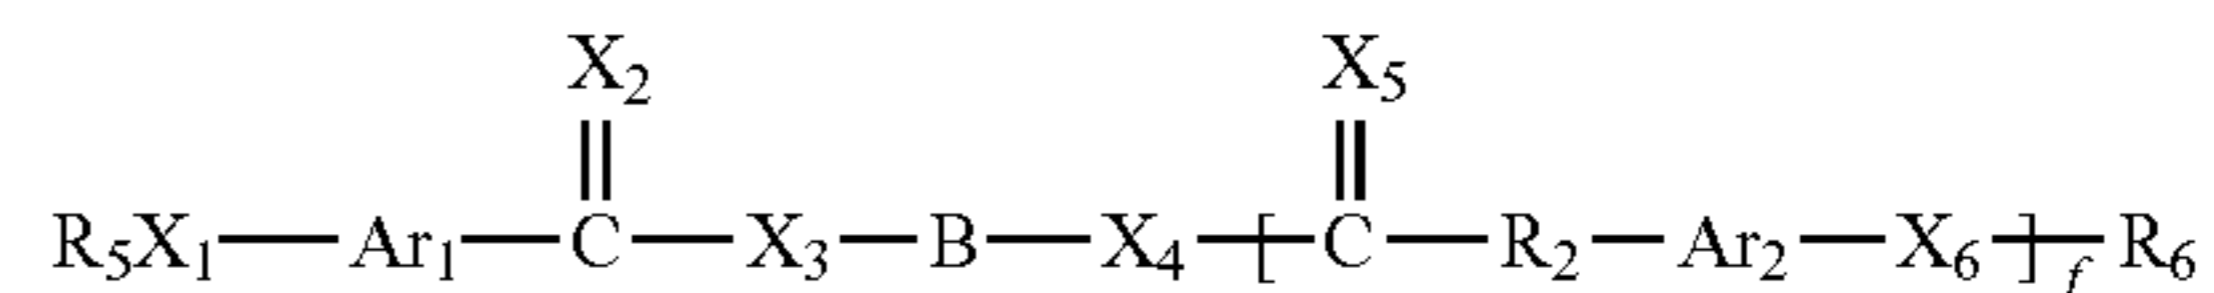 X₂ X₅
R₅X₁—Ar₁—C—X₃—B—X₄—[C—R₂—Ar₂—X₆]f R₆